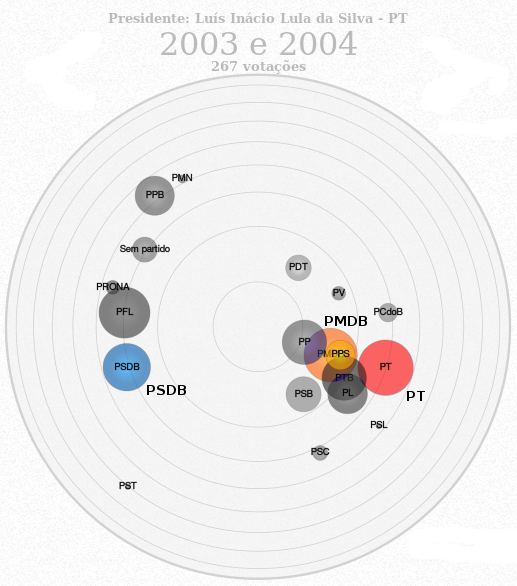 Presidente: Luís Inácio Lula da Silva - PT
2003 e 2004
267 votações
PMN
PPB
Sem partido
PDT
PRONA
PV
PFL
PCdoB
PMDB
PP
PPS
PSDB
PT
PTB
PSDB
PSB
PL
PT
PSL
PSC
PST